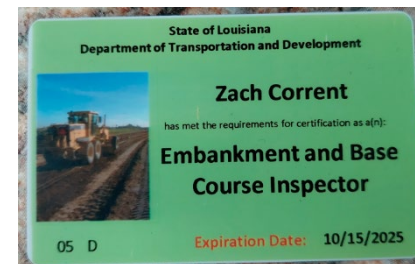 State of Louisiana
Department of Transportation and Development
Zach Corrent
has met the requirements for certification as a(n):
Embankment and Base
Course Inspector
05 D
Expiration Date: 10/15/2025